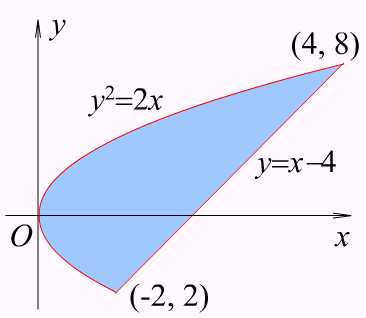 y
(4, 8)
y²=2x
y=x–4
O
x
(-2, 2)